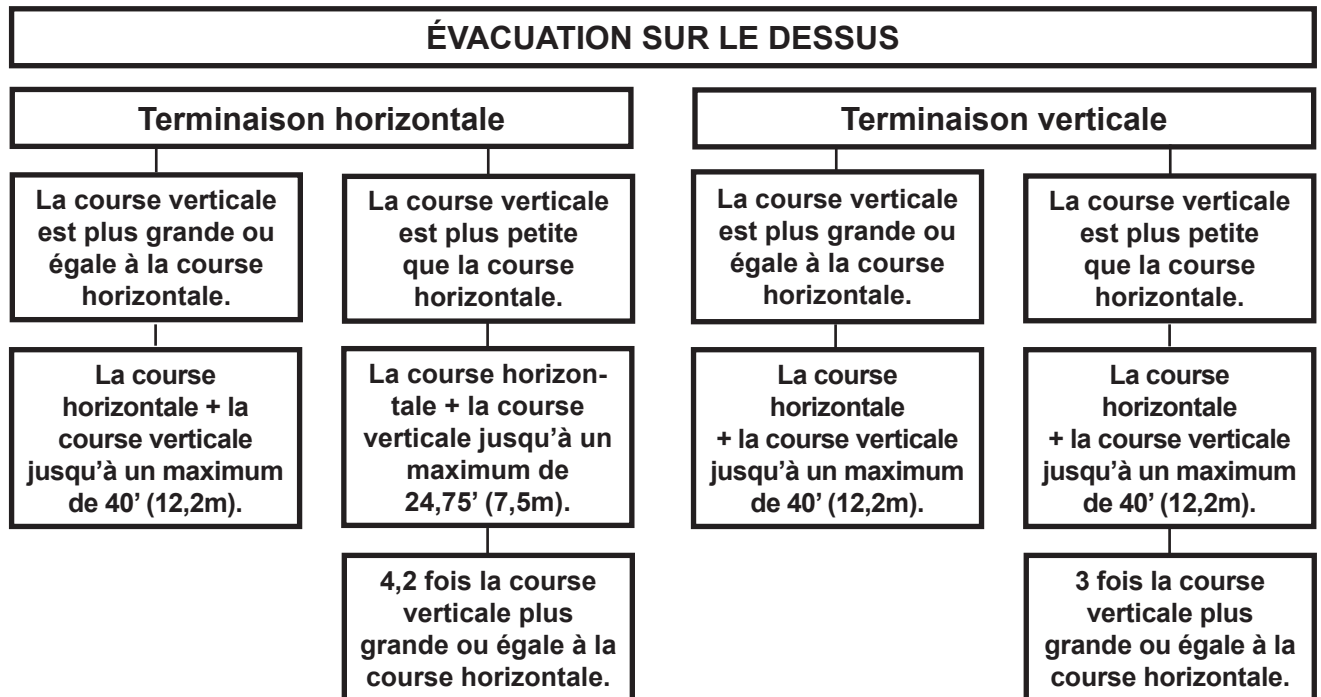 ÉVACUATION SUR LE DESSUS
Terminaison horizontale
La course verticale
est plus grande ou
égale à la course
horizontale.
La course
horizontale + la
course verticale
jusqu’à un maximum
de 40’ (12,2m).
La course verticale
est plus petite
que la course
horizontale.
La course horizon-
tale + la course
verticale jusqu’à un
maximum de
24,75’ (7,5m).
4,2 fois la course
verticale plus
grande ou égale à la
course horizontale.
Terminaison verticale
La course verticale
est plus grande ou
égale à la course
horizontale.
La course
horizontale
+ la course verticale
jusqu’à un maximum
de 40’ (12,2m).
La course verticale
est plus petite
que la course
horizontale.
La course
horizontale
+ la course verticale
jusqu’à un maximum
de 40’ (12,2m).
3 fois la course
verticale plus
grande ou égale à la
course horizontale.